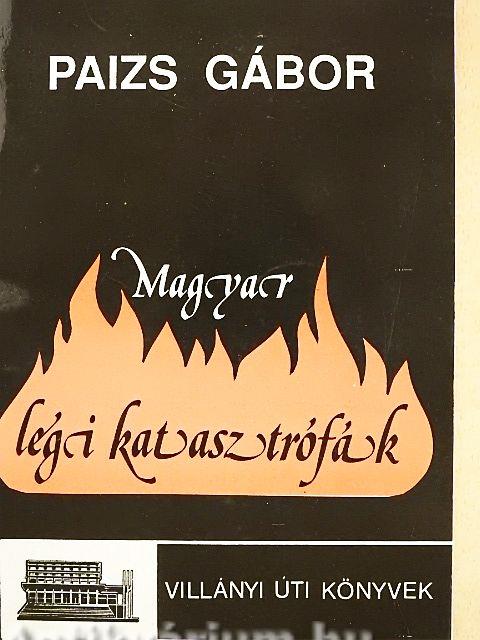 PAIZS GÁBOR
Magyar
légi katasztrófák
VILLÁNYI ÚTI KÖNYVEK